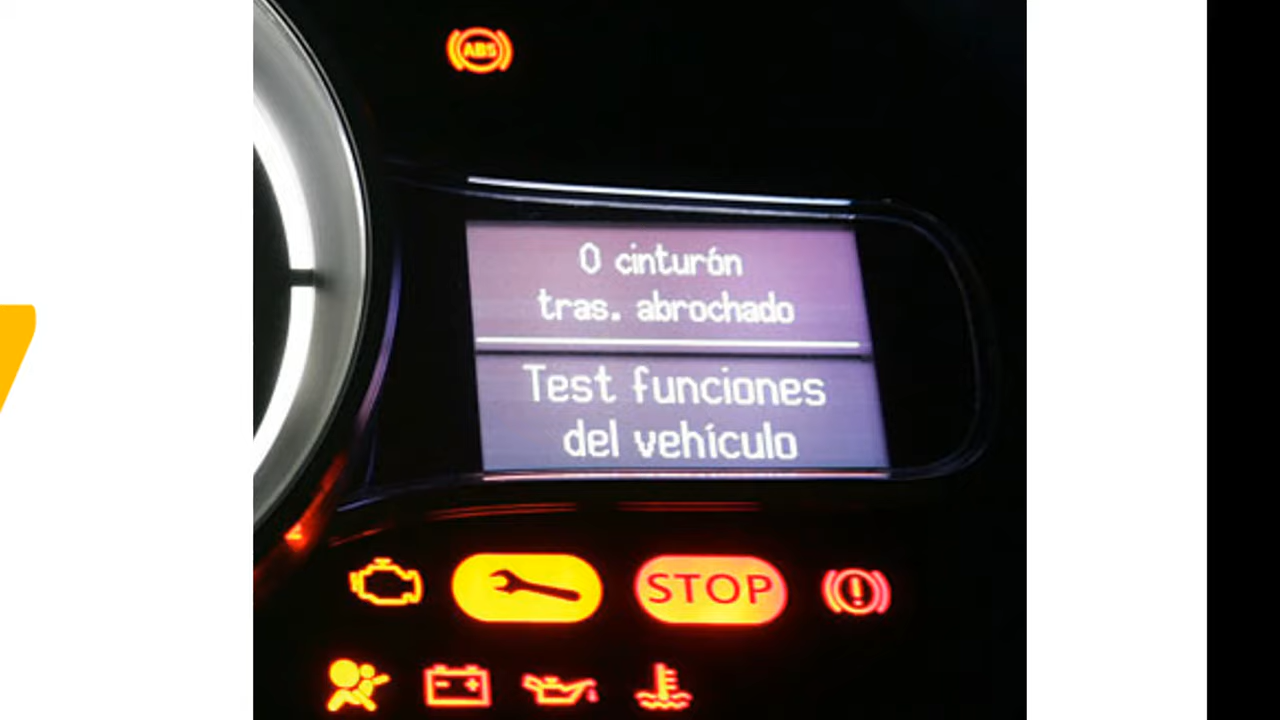 ABS
0 cinturón
tras. abrochado
Test funciones
del vehículo
STOP